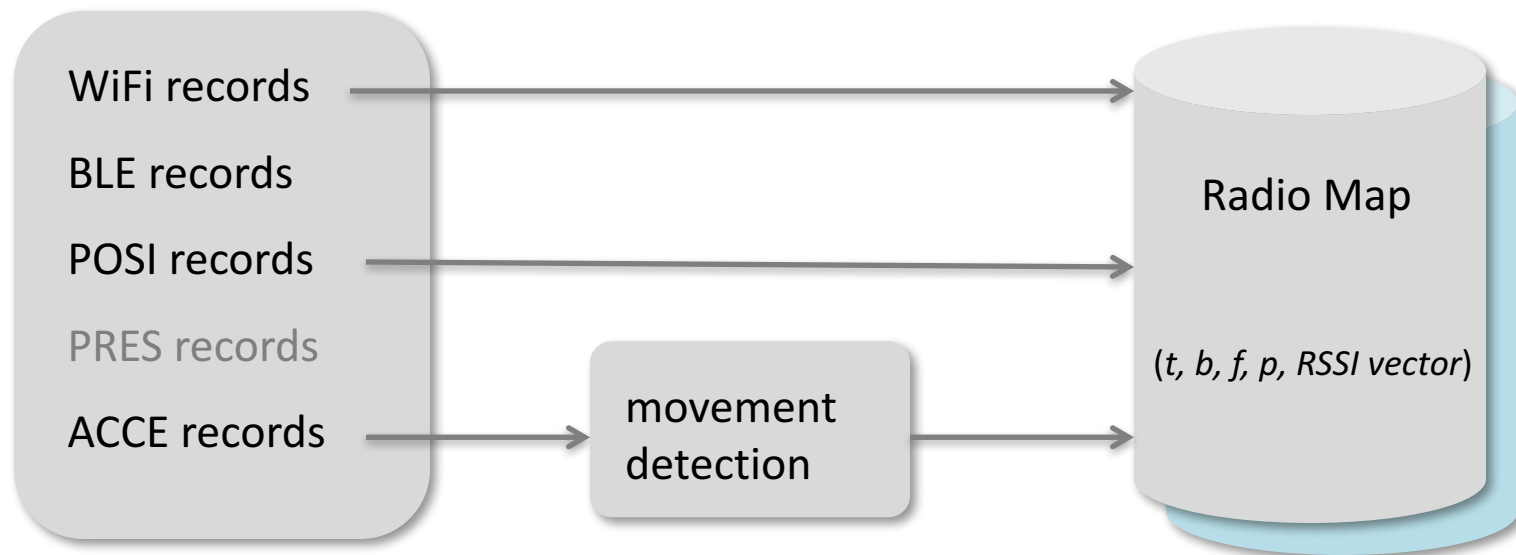 WiFi records
BLE records
POSI records
PRES records
ACCE records
movement
detection
Radio Map
(t, b, f, p, RSSI vector)